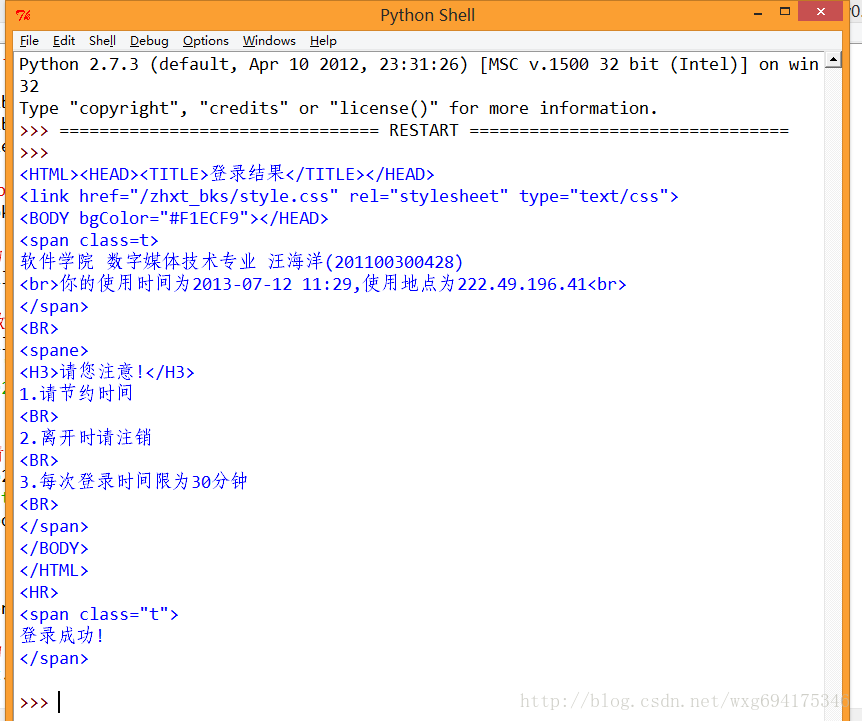 Python Shell
File Edit Shell Debug Options Windows Help
Python 2.7.3 (default, Apr 10 2012, 23:31:26) [MSC v.1500 32 bit (Intel)] on win
32
Type "copyright", "credits" or "license()" for more information.
>>> ================================ RESTART ================================
>>>
<HTML><HEAD><TITLE>登录结果</TITLE></HEAD>
<link href="/zhxt_bks/style.css" rel="stylesheet" type="text/css">
<BODY bgColor="#F1ECF9"></HEAD>
<span class=t>
软件学院 数字媒体技术专业 汪海洋(201100300428)
<br>你的使用时间为2013-07-12 11:29,使用地点为222.49.196.41<br>
</span>
<BR>
<spane>
<H3>请您注意!</H3>
1.请节约时间
<BR>
2.离开时请注销
<BR>
3.每次登录时间限为30分钟
<BR>
</span>
</BODY>
</HTML>
<HR>
<span class="t">
登录成功!
</span>
>>>